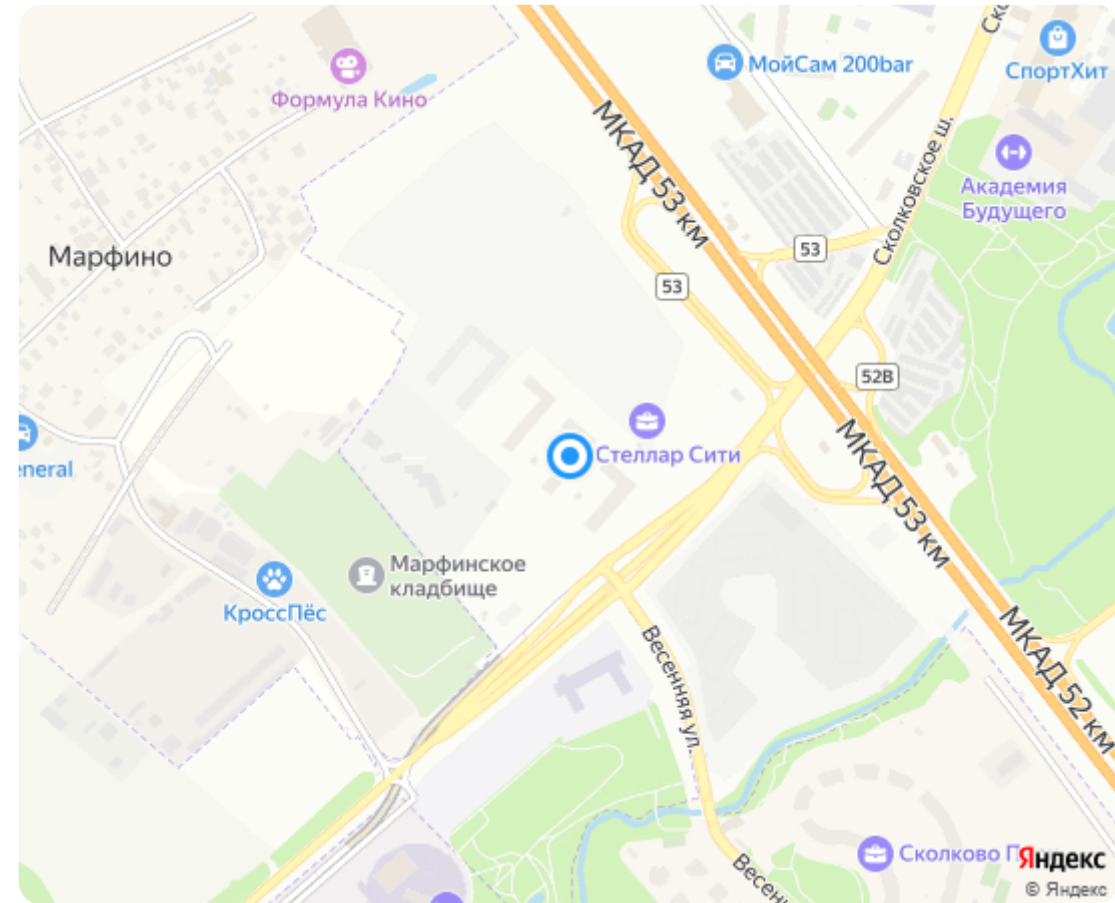 МойСам 200bar
Ско
СпортХит
Формула Кино
МКАД 53 км
Академия
Будущего
Сколковское ш.
Марфино
53
53
52В
Стеллар Сити
МКАД 53 км
eneral
Марфинское
кладбище
КроссПёс
МКАД 52 км
Весенняя ул.
Сколково П
Яндекс
Весен
© Яндекс